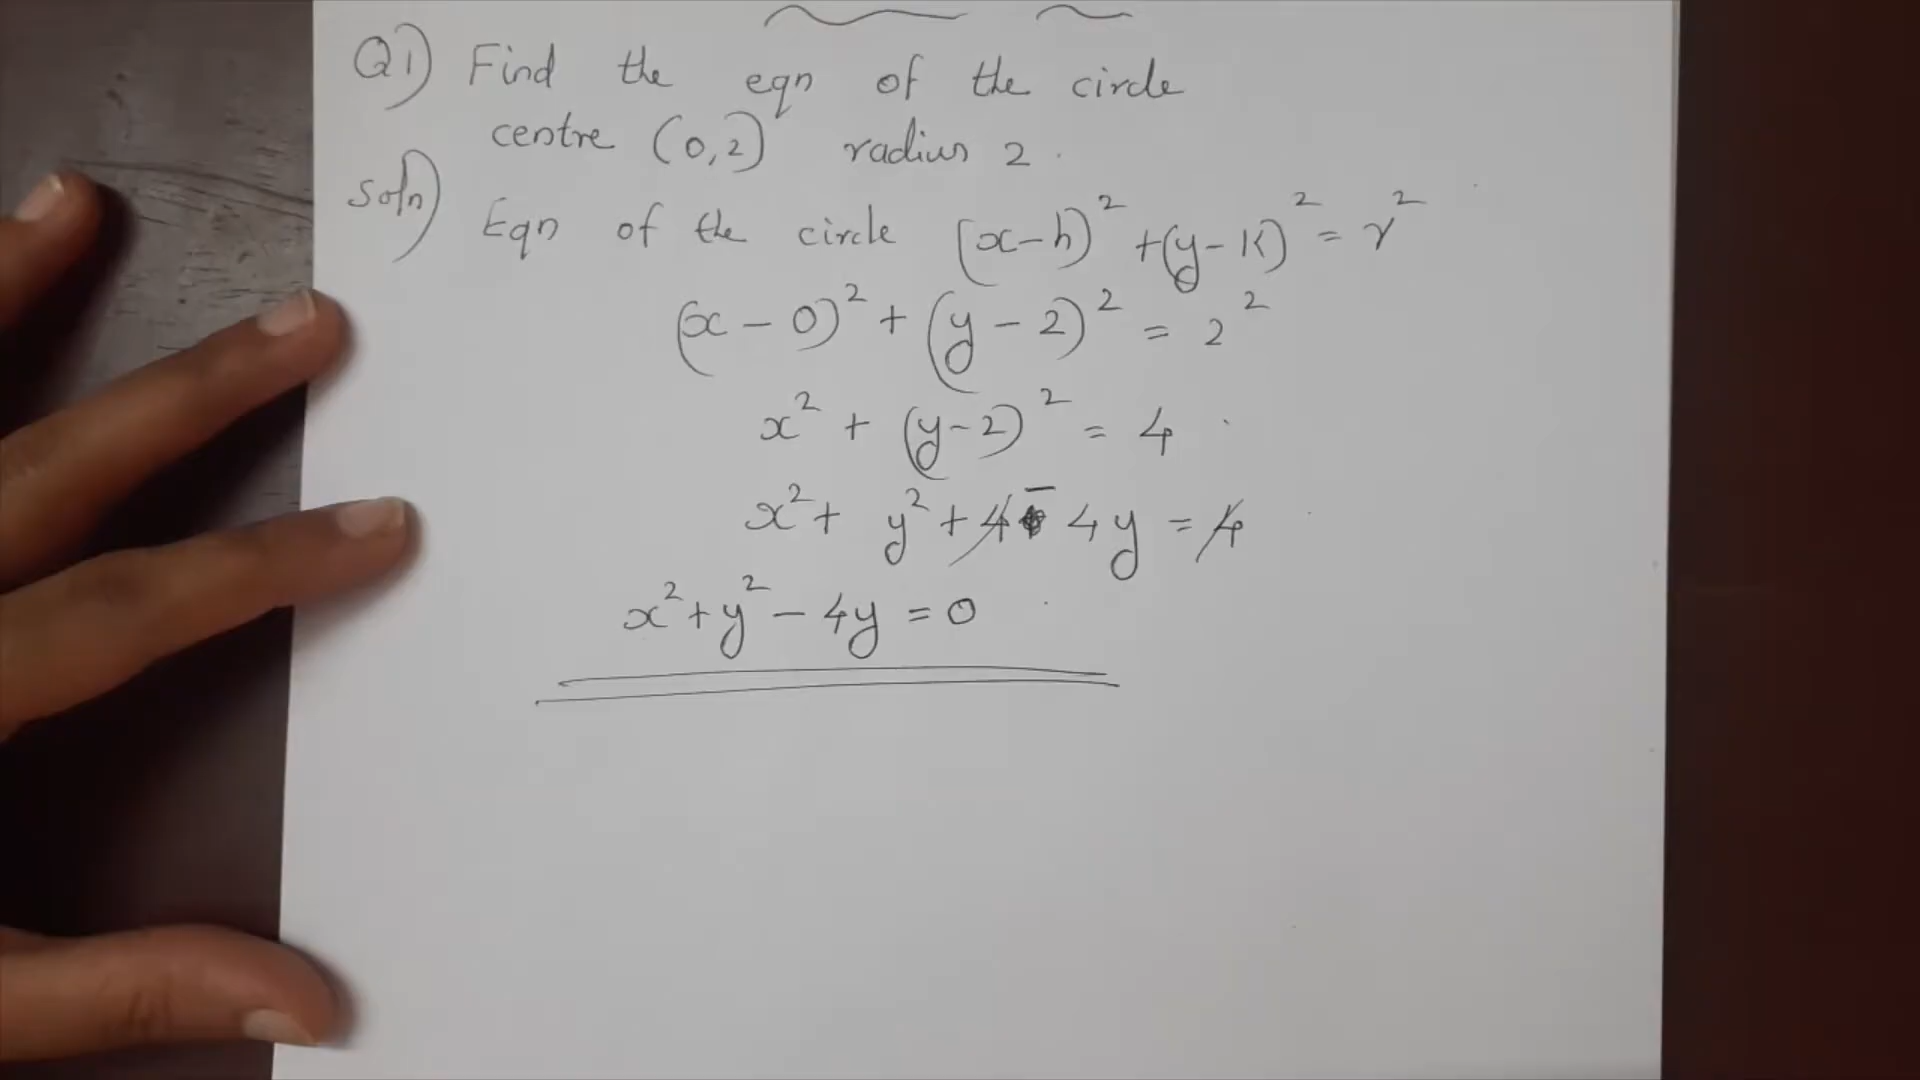 Q1) Find the eqn of the circle
centre (0,2) radius 2.
Soln) Eqn of the circle (x-h)² + (y-k)² = r²
(x - 0)² + (y - 2)² = 2²
x² + (y-2)² = 4
x² + y² + 4 - 4y = 4
x² + y² - 4y = 0